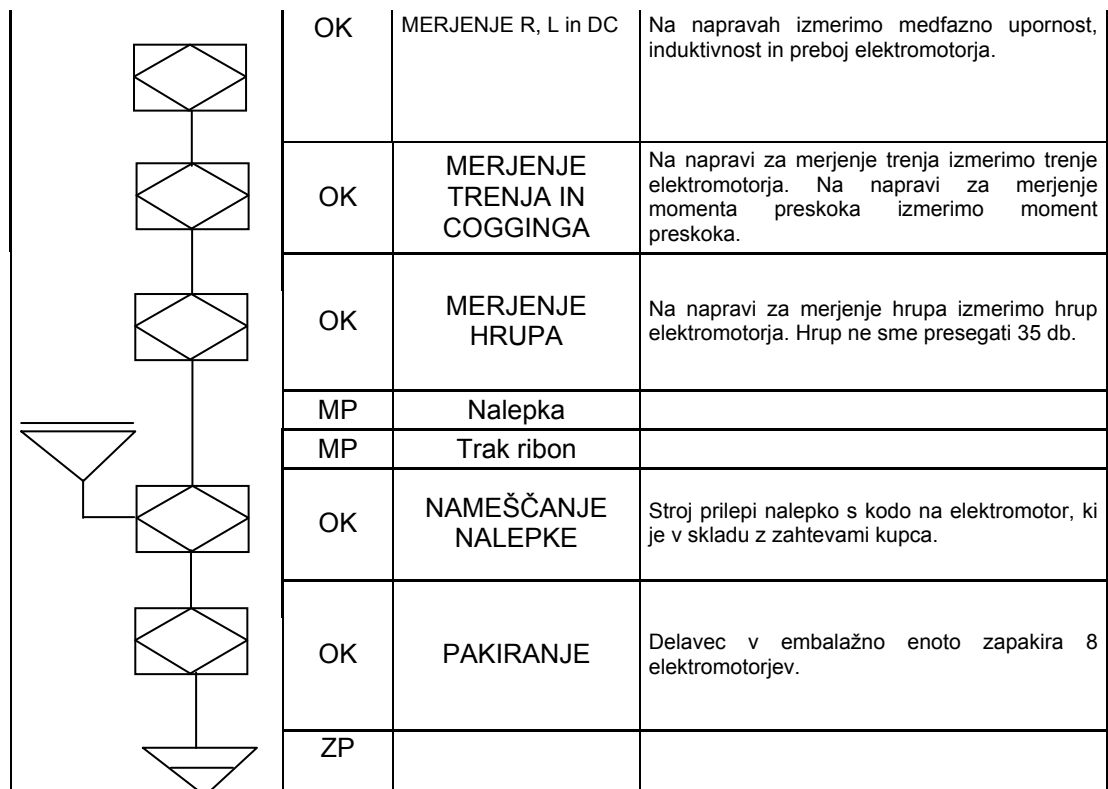 OK
MERJENJE R, L in DC
Na napravah izmerimo medfazno upornost,
induktivnost in preboj elektromotorja.
OK
MERJENJE
TRENJA IN
COGGINGA
Na napravi za merjenje trenja izmerimo trenje
elektromotorja. Na napravi za merjenje
momenta preskoka izmerimo moment
preskoka.
OK
MERJENJE
HRUPA
Na napravi za merjenje hrupa izmerimo hrup
elektromotorja. Hrup ne sme presegati 35 db.
MP
Nalepka
MP
Trak ribon
OK
NAMEŠČANJE
NALEPKE
Stroj prilepi nalepko s kodo na elektromotor, ki
je v skladu z zahtevami kupca.
OK
PAKIRANJE
Delavec v embalažno enoto zapakira 8
elektromotorjev.
ZP